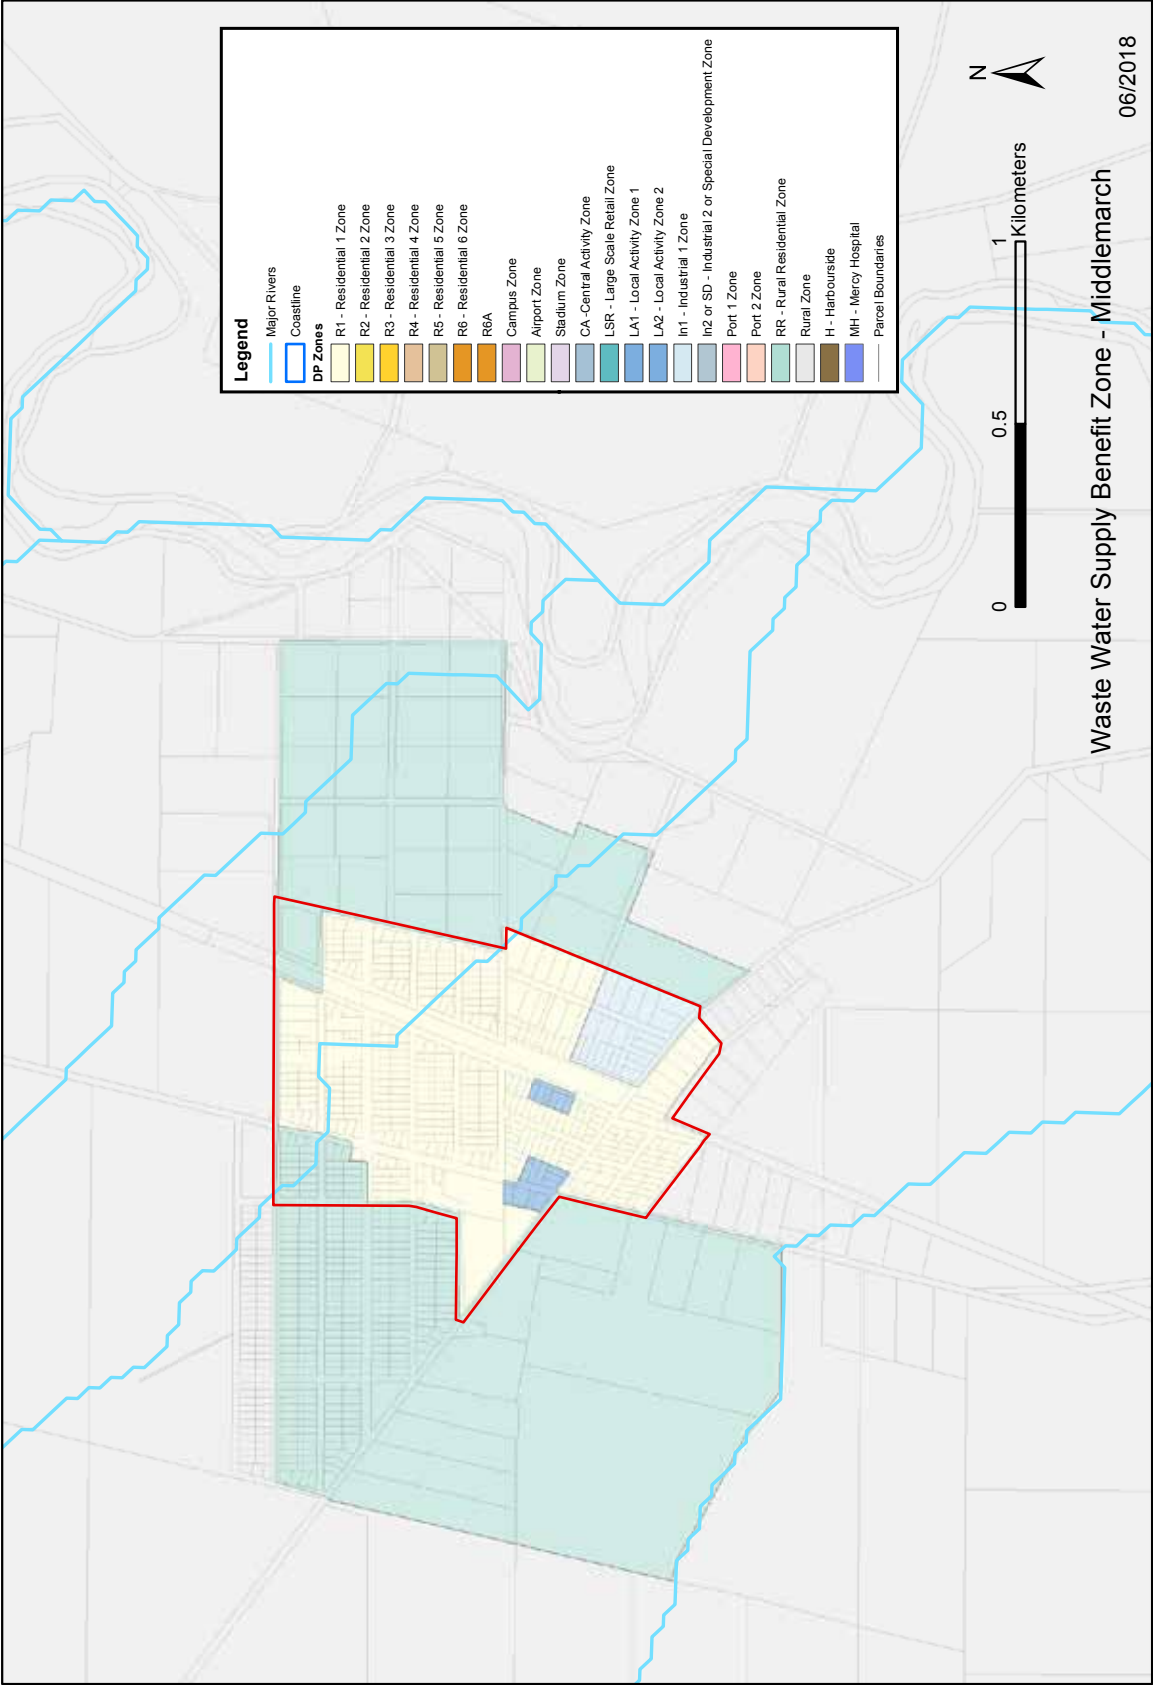 Legend
Major Rivers
Coastline
DP Zones
R1 - Residential 1 Zone
R2 - Residential 2 Zone
R3 - Residential 3 Zone
R4 - Residential 4 Zone
R5 - Residential 5 Zone
R6 - Residential 6 Zone
R6A
Campus Zone
Airport Zone
Stadium Zone
CA -Central Activity Zone
LSR - Large Scale Retail Zone
LA1 - Local Activity Zone 1
LA2 - Local Activity Zone 2
In1 - Industrial 1 Zone
In2 or SD - Industrial 2 or Special Development Zone
Port 1 Zone
Port 2 Zone
RR - Rural Residential Zone
Rural Zone
H - Harbourside
MH - Mercy Hospital
Parcel Boundaries
N
0 0.5 1
Kilometers
Waste Water Supply Benefit Zone - Middlemarch
06/2018